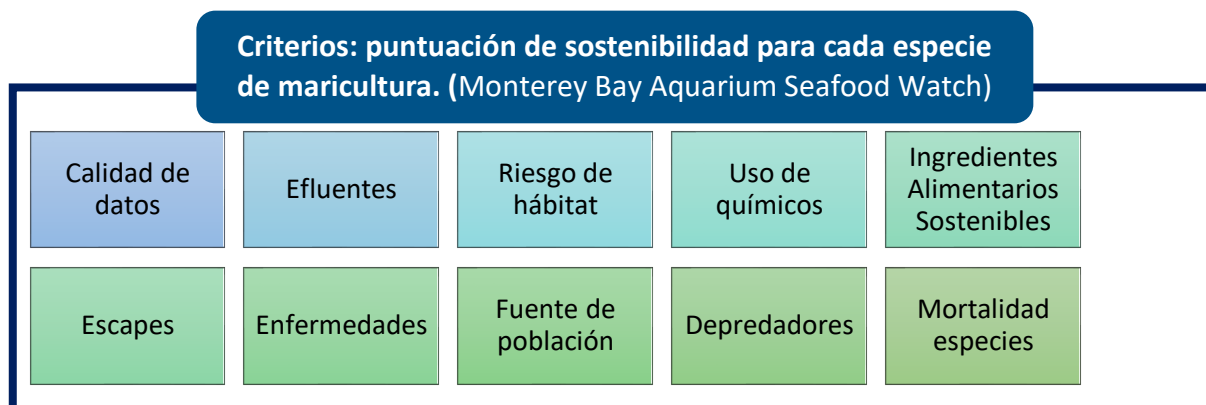 Criterios: puntuación de sostenibilidad para cada especie
de maricultura. (Monterey Bay Aquarium Seafood Watch)
Calidad de
datos
Efluentes
Riesgo de
hábitat
Uso de
químicos
Ingredientes
Alimentarios
Sostenibles
Escapes
Enfermedades
Fuente de
población
Depredadores
Mortalidad
especies